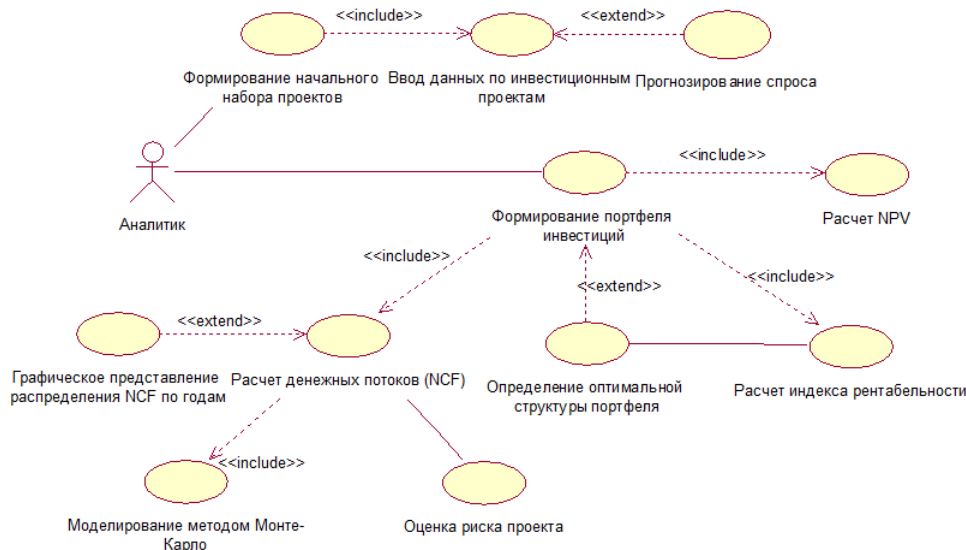 <<include>>
<<extend>>
Формирование начального
набора проектов
Ввод данных по инвестиционным
проектам
Прогнозирование спроса
<<include>>
Аналитик
Формирование портфеля
инвестиций
Расчет NPV
<<include>>
<<extend>>
<<include>>
<<extend>>
Графическое представление
распределения NCF по годам
Расчет денежных потоков (NCF)
Определение оптимальной
структуры портфеля
Расчет индекса рентабельности
<<include>>
Моделирование методом Монте-
Карло
Оценка риска проекта